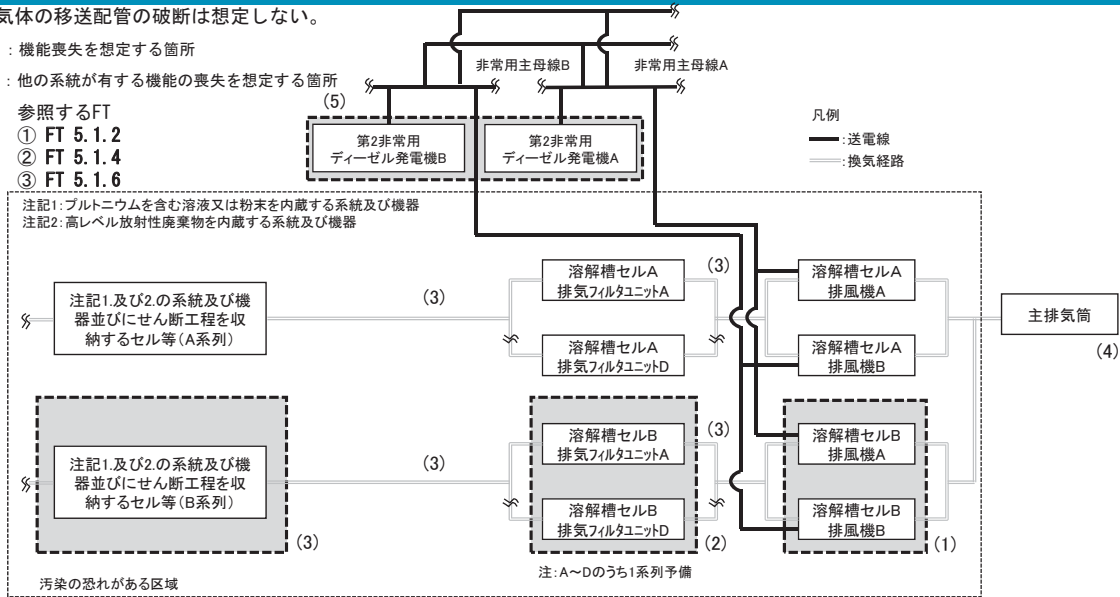 気体の移送配管の破断は想定しない。
：機能喪失を想定する箇所
：他の系統が有する機能の喪失を想定する箇所
参照するFT
① FT 5.1.2
② FT 5.1.4
③ FT 5.1.6
非常用主母線B
非常用主母線A
(5)
第2非常用
ディーゼル発電機B
第2非常用
ディーゼル発電機A
凡例
：送電線
：換気経路
注記1：プルトニウムを含む溶液又は粉末を内蔵する系統及び機器
注記2：高レベル放射性廃棄物を内蔵する系統及び機器
注記1.及び2.の系統及び機
器並びにせん断工程を収
納するセル等(A系列)
(3)
溶解槽セルA
排気フィルタユニットA
(3)
溶解槽セルA
排気フィルタユニットD
溶解槽セルA
排風機A
溶解槽セルA
排風機B
主排気筒
(4)
注記1.及び2.の系統及び機
器並びにせん断工程を収
納するセル等(B系列)
(3)
(3)
溶解槽セルB
排気フィルタユニットA
(3)
溶解槽セルB
排気フィルタユニットD
(2)
溶解槽セルB
排風機A
溶解槽セルB
排風機B
(1)
注：A～Dのうち1系列予備
汚染の恐れがある区域